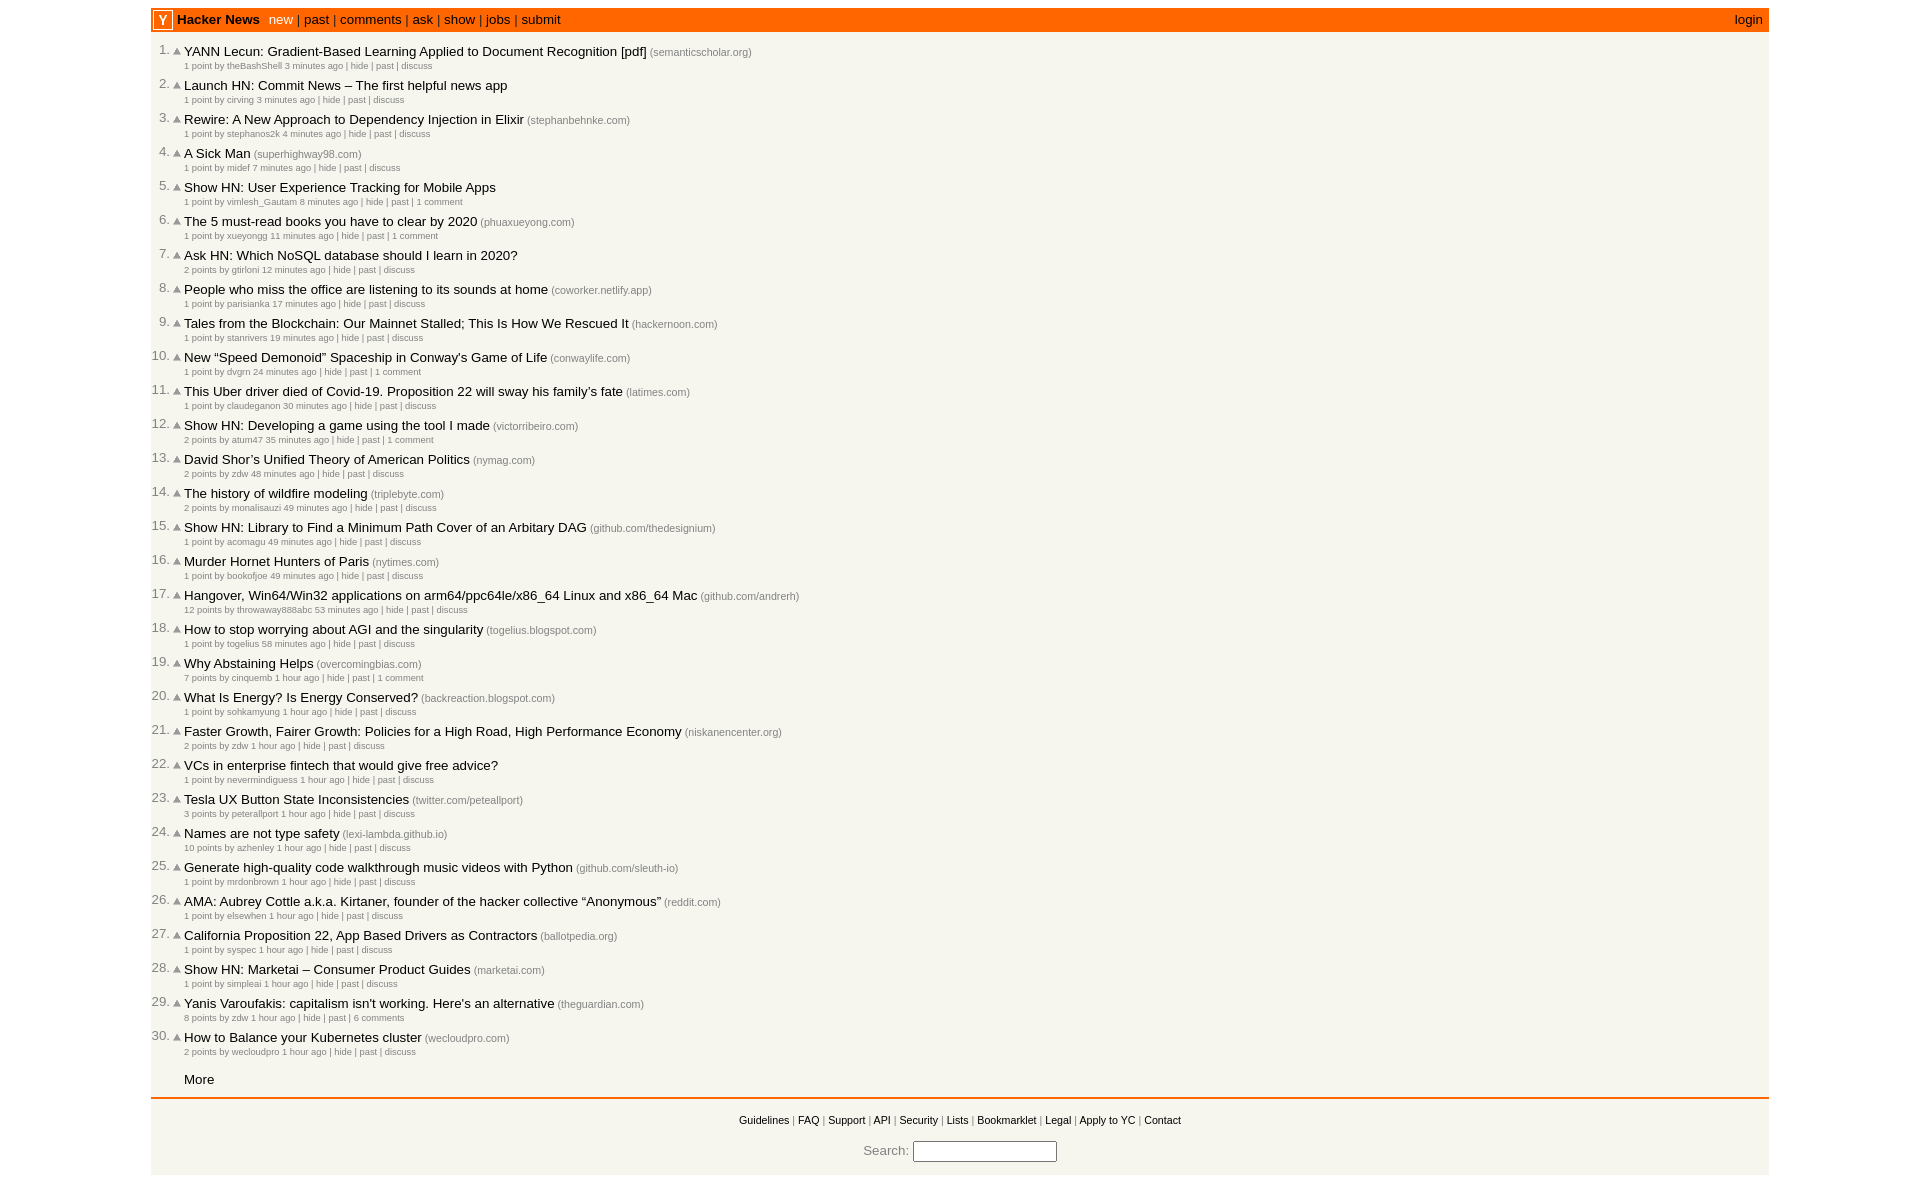 Y Hacker News new | past | comments | ask | show | jobs | submit login
1. YANN Lecun: Gradient-Based Learning Applied to Document Recognition [pdf] (semanticscholar.org)
1 point by theBashShell 3 minutes ago | hide | past | discuss
2. Launch HN: Commit News – The first helpful news app
1 point by cirving 3 minutes ago | hide | past | discuss
3. Rewire: A New Approach to Dependency Injection in Elixir (stephanbehnke.com)
1 point by stephanos2k 4 minutes ago | hide | past | discuss
4. A Sick Man (superhighway98.com)
1 point by midef 7 minutes ago | hide | past | discuss
5. Show HN: User Experience Tracking for Mobile Apps
1 point by vimlesh_Gautam 8 minutes ago | hide | past | 1 comment
6. The 5 must-read books you have to clear by 2020 (phuaxueyong.com)
1 point by xueyongg 11 minutes ago | hide | past | 1 comment
7. Ask HN: Which NoSQL database should I learn in 2020?
2 points by gtirloni 12 minutes ago | hide | past | discuss
8. People who miss the office are listening to its sounds at home (coworker.netlify.app)
1 point by parisianka 17 minutes ago | hide | past | discuss
9. Tales from the Blockchain: Our Mainnet Stalled; This Is How We Rescued It (hackernoon.com)
1 point by stanrivers 19 minutes ago | hide | past | discuss
10. New “Speed Demonoid” Spaceship in Conway's Game of Life (conwaylife.com)
1 point by dvgrn 24 minutes ago | hide | past | 1 comment
11. This Uber driver died of Covid-19. Proposition 22 will sway his family’s fate (latimes.com)
1 point by claudeganon 30 minutes ago | hide | past | discuss
12. Show HN: Developing a game using the tool I made (victorribeiro.com)
2 points by atum47 35 minutes ago | hide | past | 1 comment
13. David Shor’s Unified Theory of American Politics (nymag.com)
2 points by zdw 48 minutes ago | hide | past | discuss
14. The history of wildfire modeling (triplebyte.com)
2 points by monalisauzi 49 minutes ago | hide | past | discuss
15. Show HN: Library to Find a Minimum Path Cover of an Arbitary DAG (github.com/thedesignium)
1 point by acomagu 49 minutes ago | hide | past | discuss
16. Murder Hornet Hunters of Paris (nytimes.com)
1 point by bookofjoe 49 minutes ago | hide | past | discuss
17. Hangover, Win64/Win32 applications on arm64/ppc64le/x86_64 Linux and x86_64 Mac (github.com/andrerh)
12 points by throwaway888abc 53 minutes ago | hide | past | discuss
18. How to stop worrying about AGI and the singularity (togelius.blogspot.com)
1 point by togelius 58 minutes ago | hide | past | discuss
19. Why Abstaining Helps (overcomingbias.com)
7 points by cinquemb 1 hour ago | hide | past | 1 comment
20. What Is Energy? Is Energy Conserved? (backreaction.blogspot.com)
1 point by sohkamyung 1 hour ago | hide | past | discuss
21. Faster Growth, Fairer Growth: Policies for a High Road, High Performance Economy (niskanencenter.org)
2 points by zdw 1 hour ago | hide | past | discuss
22. VCs in enterprise fintech that would give free advice?
1 point by nevermindiguess 1 hour ago | hide | past | discuss
23. Tesla UX Button State Inconsistencies (twitter.com/peteallport)
3 points by peterallport 1 hour ago | hide | past | discuss
24. Names are not type safety (lexi-lambda.github.io)
10 points by azhenley 1 hour ago | hide | past | discuss
25. Generate high-quality code walkthrough music videos with Python (github.com/sleuth-io)
1 point by mrdonbrown 1 hour ago | hide | past | discuss
26. AMA: Aubrey Cottle a.k.a. Kirtaner, founder of the hacker collective “Anonymous” (reddit.com)
1 point by elsewhen 1 hour ago | hide | past | discuss
27. California Proposition 22, App Based Drivers as Contractors (ballotpedia.org)
1 point by syspec 1 hour ago | hide | past | discuss
28. Show HN: Marketai – Consumer Product Guides (marketai.com)
1 point by simpleai 1 hour ago | hide | past | discuss
29. Yanis Varoufakis: capitalism isn't working. Here's an alternative (theguardian.com)
8 points by zdw 1 hour ago | hide | past | 6 comments
30. How to Balance your Kubernetes cluster (wecloudpro.com)
2 points by wecloudpro 1 hour ago | hide | past | discuss
More
Guidelines | FAQ | Support | API | Security | Lists | Bookmarklet | Legal | Apply to YC | Contact
Search: